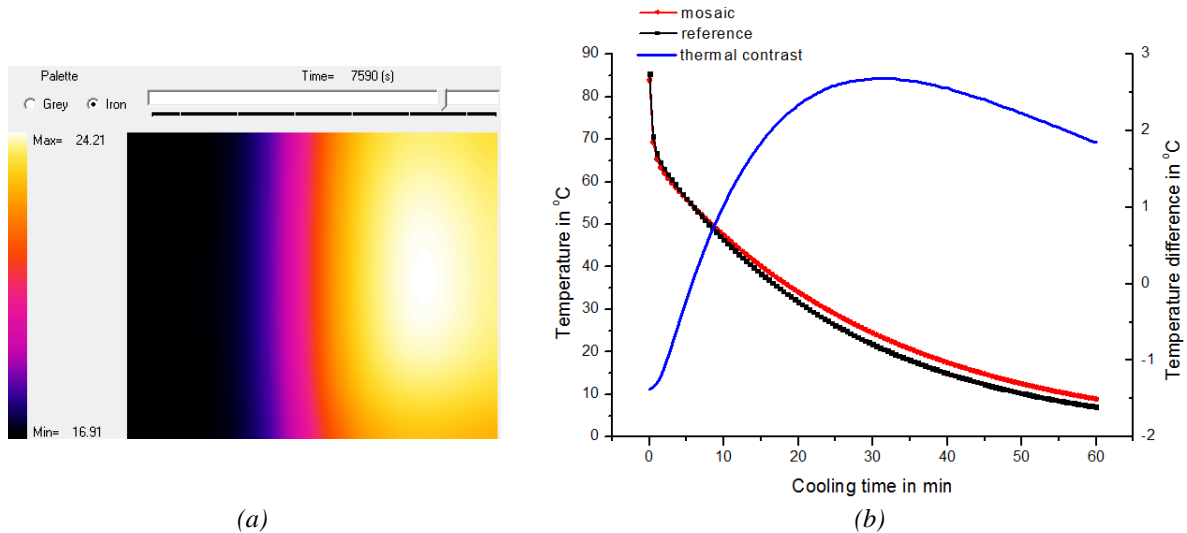 Palette
Time= 7590 (s)
Grey Iron
Max= 24.21
Min= 16.91
(a)
mosaic
reference
thermal contrast
90
80
70
60
50
40
30
20
10
0
Temperature in °C
3
2
1
0
-1
-2
Temperature difference in °C
0 10 20 30 40 50 60
Cooling time in min
(b)